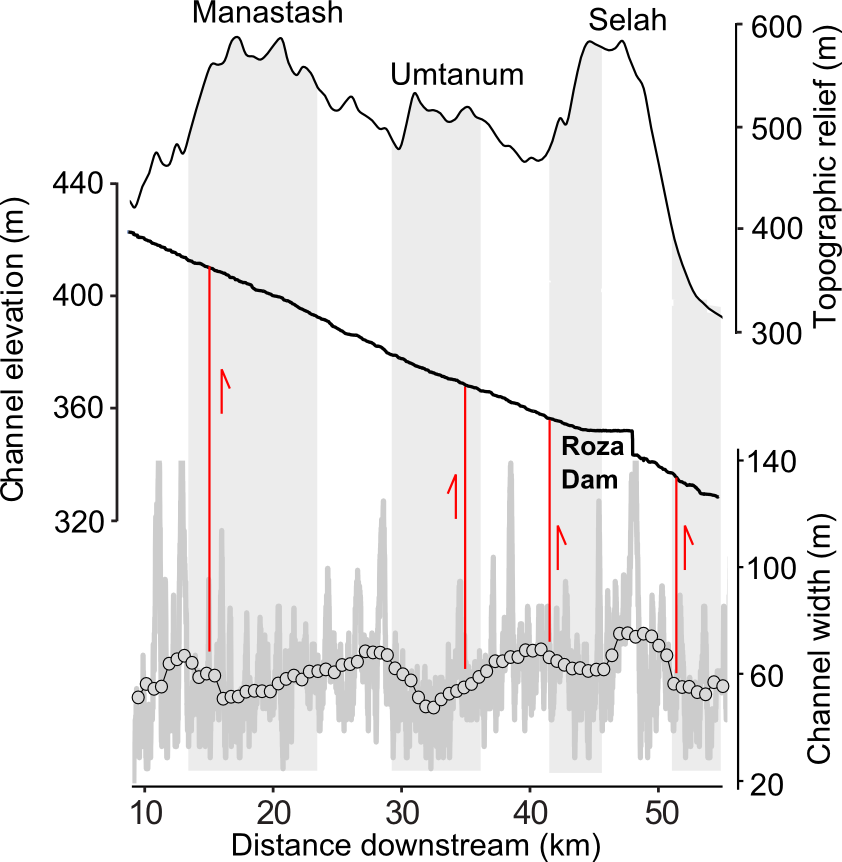 Manastash
Umtanum
Selah
600
500
400
300
Topographic relief (m)
440
400
360
320
Channel elevation (m)
Roza
Dam
140
100
60
20
Channel width (m)
10 20 30 40 50
Distance downstream (km)